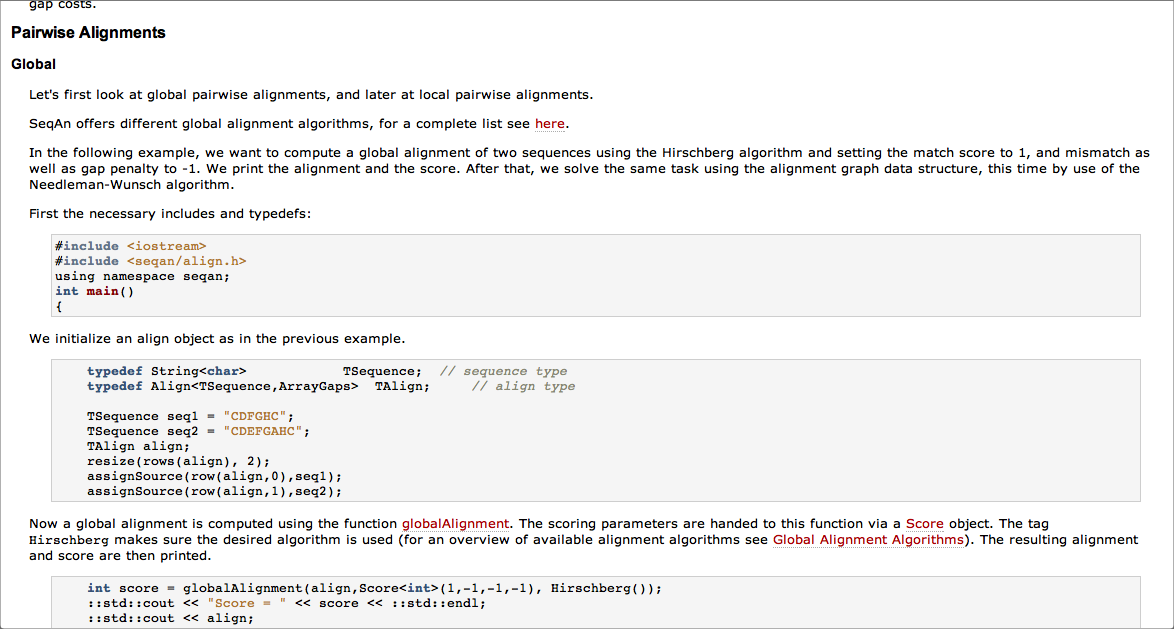 gap costs.
Pairwise Alignments
Global
Let's first look at global pairwise alignments, and later at local pairwise alignments.
SeqAn offers different global alignment algorithms, for a complete list see here.
In the following example, we want to compute a global alignment of two sequences using the Hirschberg algorithm and setting the match score to 1, and mismatch as
well as gap penalty to -1. We print the alignment and the score. After that, we solve the same task using the alignment graph data structure, this time by use of the
Needleman-Wunsch algorithm.
First the necessary includes and typedefs:
#include <iostream>
#include <seqan/align.h>
using namespace seqan;
int main()
{
We initialize an align object as in the previous example.
typedef String<char>            TSequence;  // sequence type
typedef Align<TSequence,ArrayGaps>  TAlign;     // align type
TSequence seq1 = "CDFGHC";
TSequence seq2 = "CDEFGAHC";
TAlign align;
resize(rows(align), 2);
assignSource(row(align,0),seq1);
assignSource(row(align,1),seq2);
Now a global alignment is computed using the function globalAlignment. The scoring parameters are handed to this function via a Score object. The tag
Hirschberg makes sure the desired algorithm is used (for an overview of available alignment algorithms see Global Alignment Algorithms). The resulting alignment
and score are then printed.
int score = globalAlignment(align,Score<int>(1,-1,-1,-1), Hirschberg());
::std::cout << "Score = " << score << ::std::endl;
::std::cout << align;